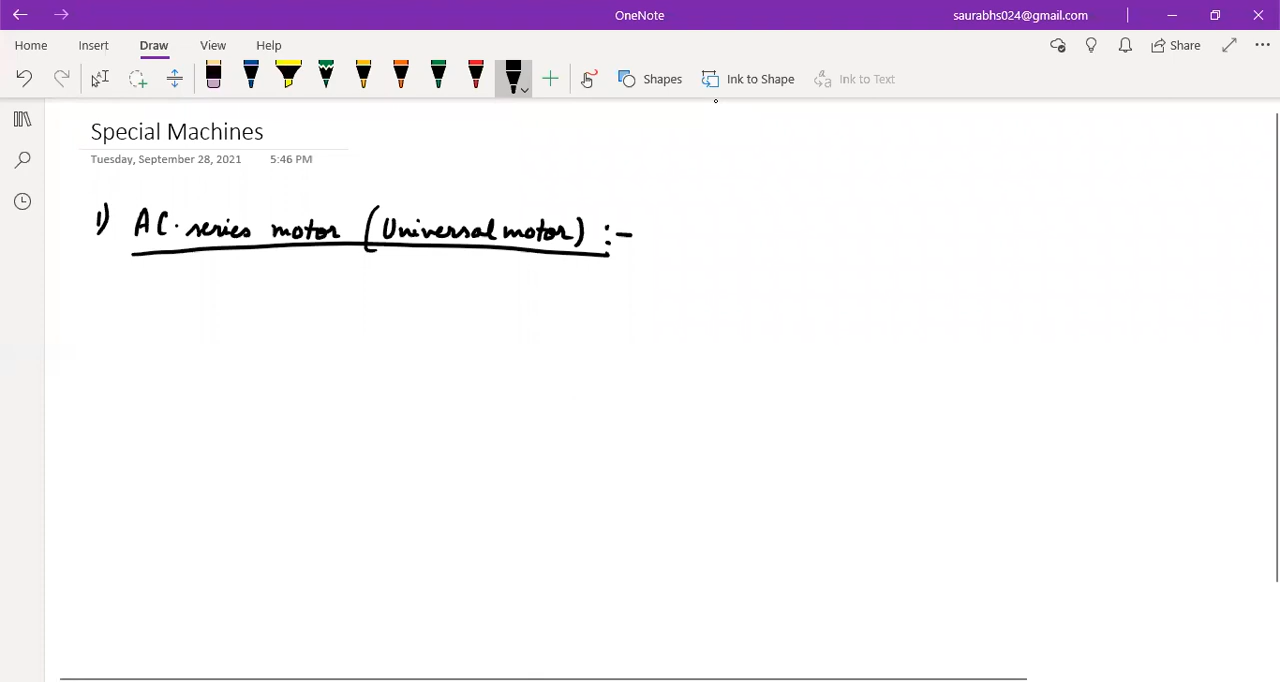 OneNote
saurabhs024@gmail.com
Home Insert Draw View Help
Share
Shapes
Ink to Shape
Ink to Text
Special Machines
Tuesday, September 28, 2021 5:46 PM
1) AC. series motor (Universal motor) :-